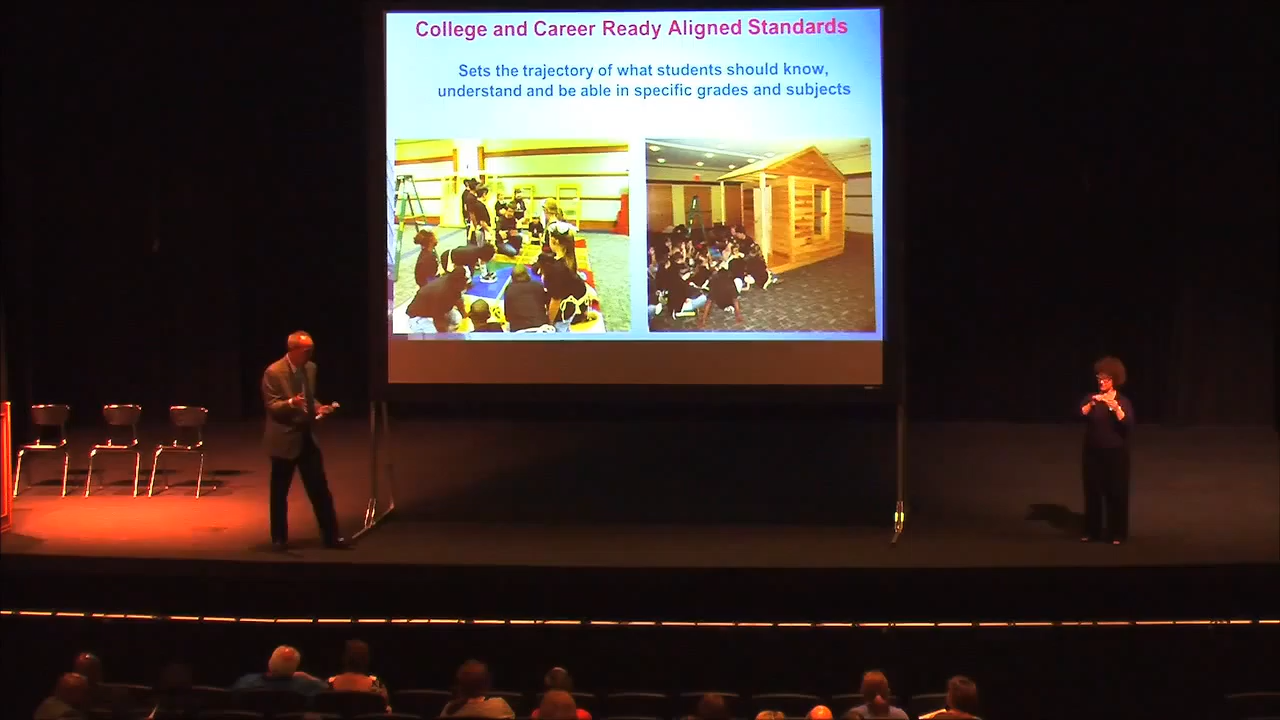 College and Career Ready Aligned Standards
Sets the trajectory of what students should know,
understand and be able in specific grades and subjects